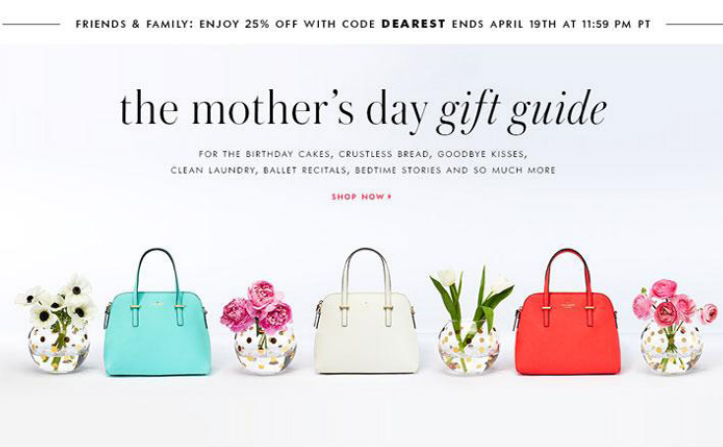 FRIENDS & FAMILY: ENJOY 25% OFF WITH CODE DEAREST ENDS APRIL 19TH AT 11:59 PM PT
the mother's day gift guide
FOR THE BIRTHDAY CAKES, CRUSTLESS BREAD, GOODBYE KISSES,
CLEAN LAUNDRY, BALLET RECITALS, BEDTIME STORIES AND SO MUCH MORE
SHOP NOW